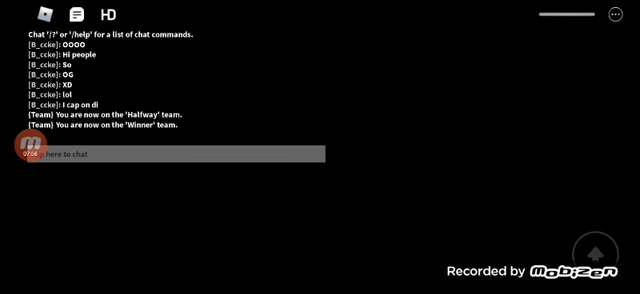 HD
Chat '/?' or '/help' for a list of chat commands.
[B_ccke]: OOOO
[B_ccke]: Hi people
[B_ccke]: So
[B_ccke]: OG
[B_ccke]: XD
[B_ccke]: lol
[B_ccke]: I cap on di
{Team} You are now on the 'Halfway' team.
{Team} You are now on the 'Winner' team.
here to chat
07:56
Recorded by Mobizen